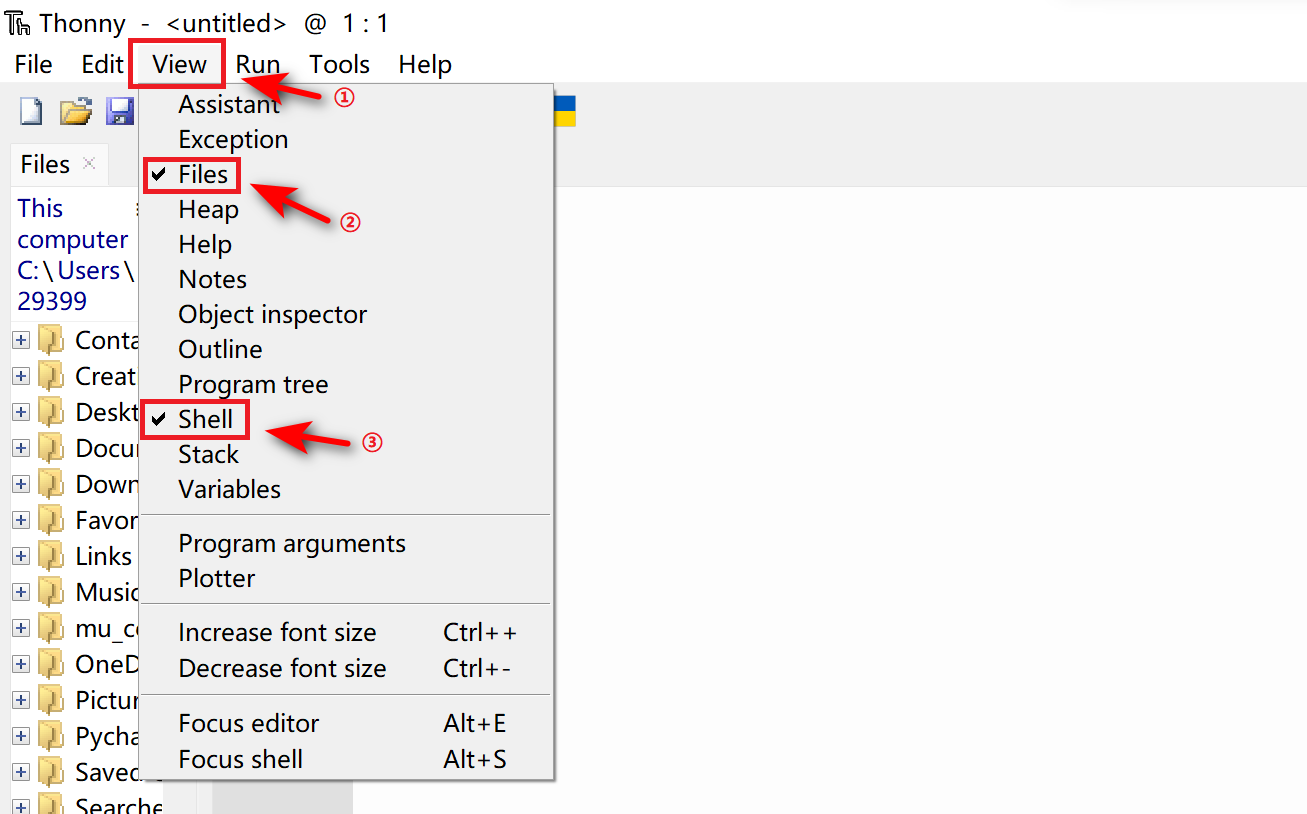 Thonny - <untitled> @ 1 : 1
File Edit View Run Tools Help
①
Assistant
Exception
Files ×
Files
②
This
computer
C:\Users\
29399
Heap
Help
Notes
Object inspector
Outline
Program tree
Shell
③
Stack
Variables
Program arguments
Plotter
Increase font size Ctrl++
Decrease font size Ctrl+-
Focus editor Alt+E
Focus shell Alt+S
Conta
Creat
Deskt
Docu
Down
Favor
Links
Music
mu_c
OneD
Pictur
Pycha
Saved
Searche